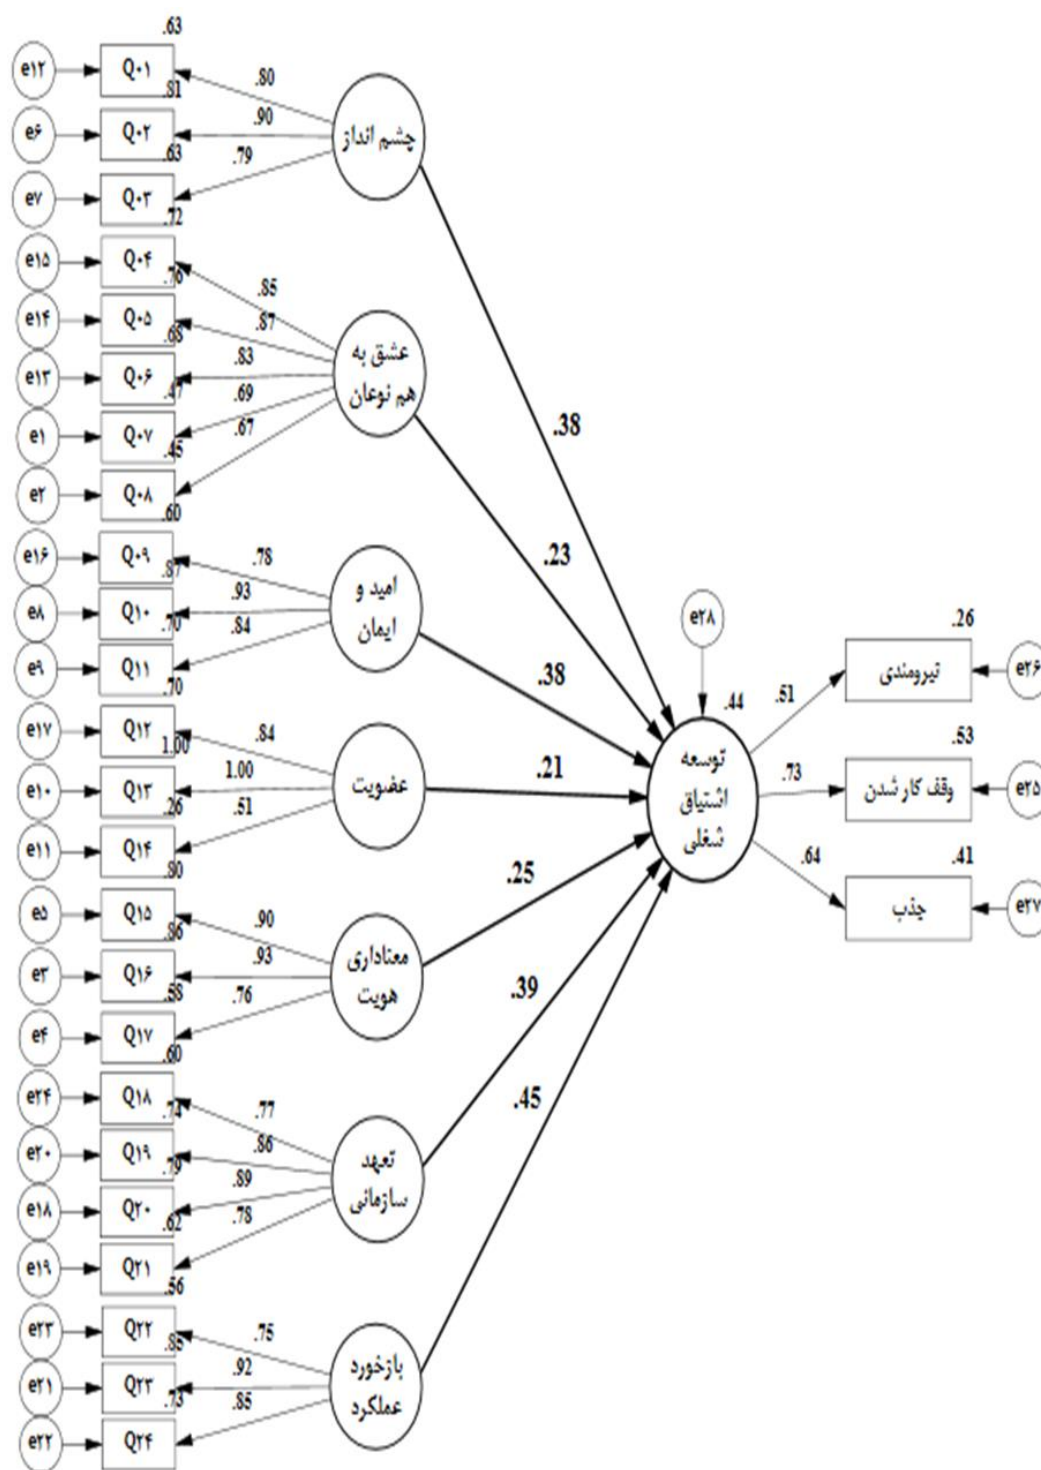 .63
e۱۲ Q۰۱ .80
.81
e۶ Q۰۲ .90 چشم انداز
.63
e۷ Q۰۳ .79
.72
e۱۵ Q۰۴ .85
.76
e۱۴ Q۰۵ .87
.68
e۱۳ Q۰۶ .83
عشق به
هم نوعان
.47
e۱ Q۰۷ .69
.45
e۲ Q۰۸ .67
.38
.60
e۱۶ Q۰۹ .78
.87
e۸ Q۱۰ .93
امید و
ایمان
.70
e۹ Q۱۱ .84
.23
.38
.70
e۱۷ Q۱۲ .84
1.00
e۱۰ Q۱۳ 1.00 عضویت .21
.26
e۱۱ Q۱۴ .51
.80
e۵ Q۱۵ .90
.86
e۳ Q۱۶ .93
معناداری
هویت
.58
e۴ Q۱۷ .76
.25
.60
e۲۴ Q۱۸ .77
.74
e۲۰ Q۱۹ .86
تعهد
سازمانی
.79
e۱۸ Q۲۰ .89
.62
e۱۹ Q۲۱ .78
.39
.56
e۲۳ Q۲۲ .75
.85
e۲۱ Q۲۳ .92
بازخورد
عملکرد
.73
e۲۲ Q۲۴ .85
.45
e۲۸
.44
توسعه
اشتیاق
شغلی
.26
.51 نیرومندی e۲۶
.53
.73 وقف کار شدن e۲۵
.41
.64 جذب e۲۷